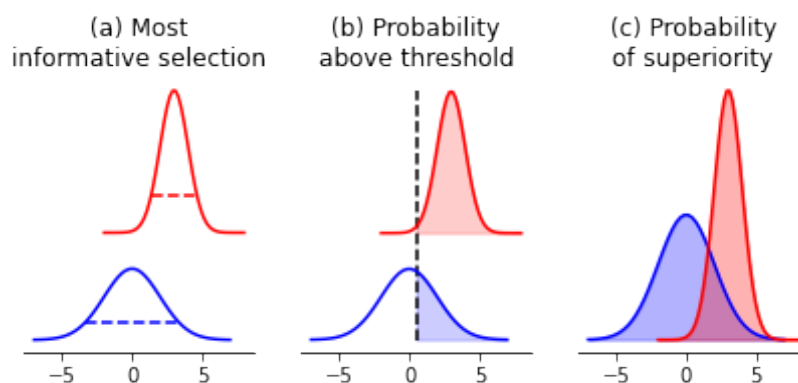 (a) Most
informative selection
(b) Probability
above threshold
(c) Probability
of superiority
−5 0 5
−5 0 5
−5 0 5